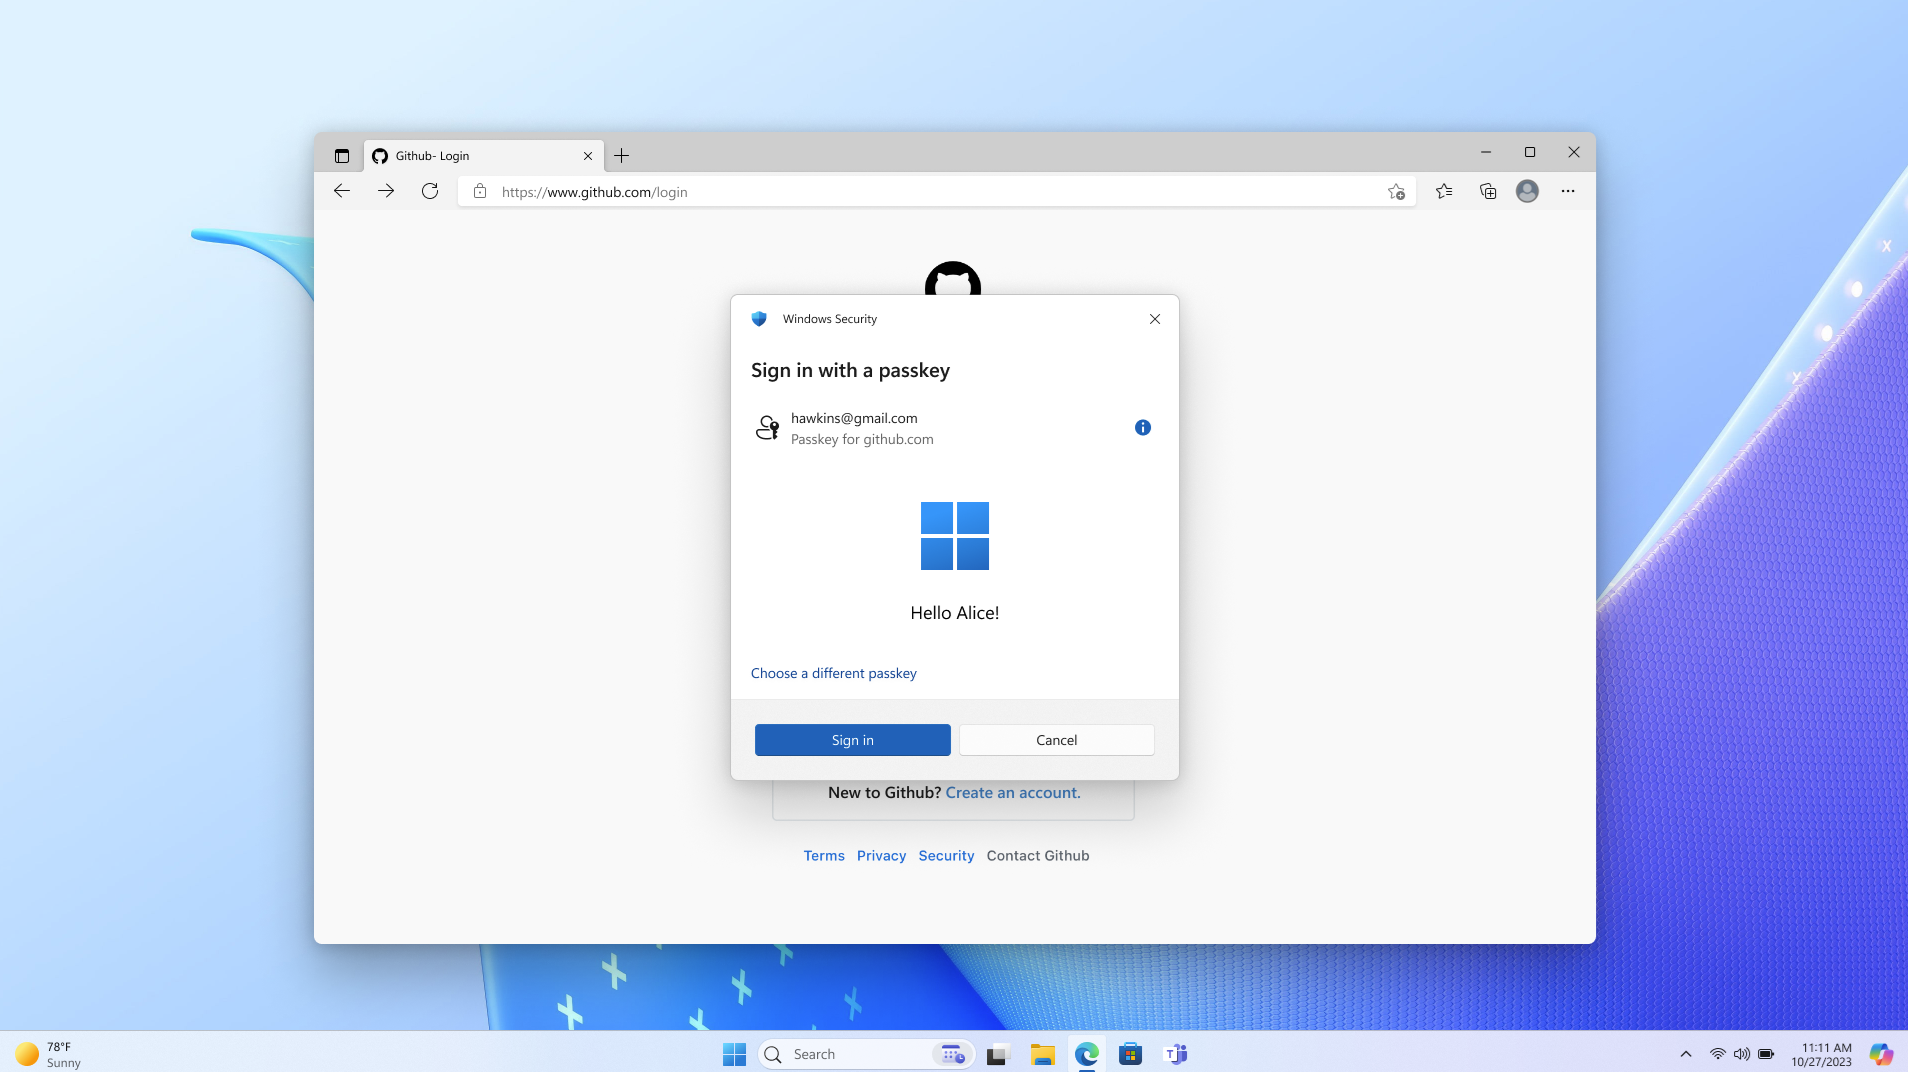 Github- Login
https://www.github.com/login
Windows Security
Sign in with a passkey
hawkins@gmail.com
Passkey for github.com
Hello Alice!
Choose a different passkey
Sign in
Cancel
New to Github? Create an account.
Terms Privacy Security Contact Github
78°F
Sunny
Search
T
11:11 AM
10/27/2023